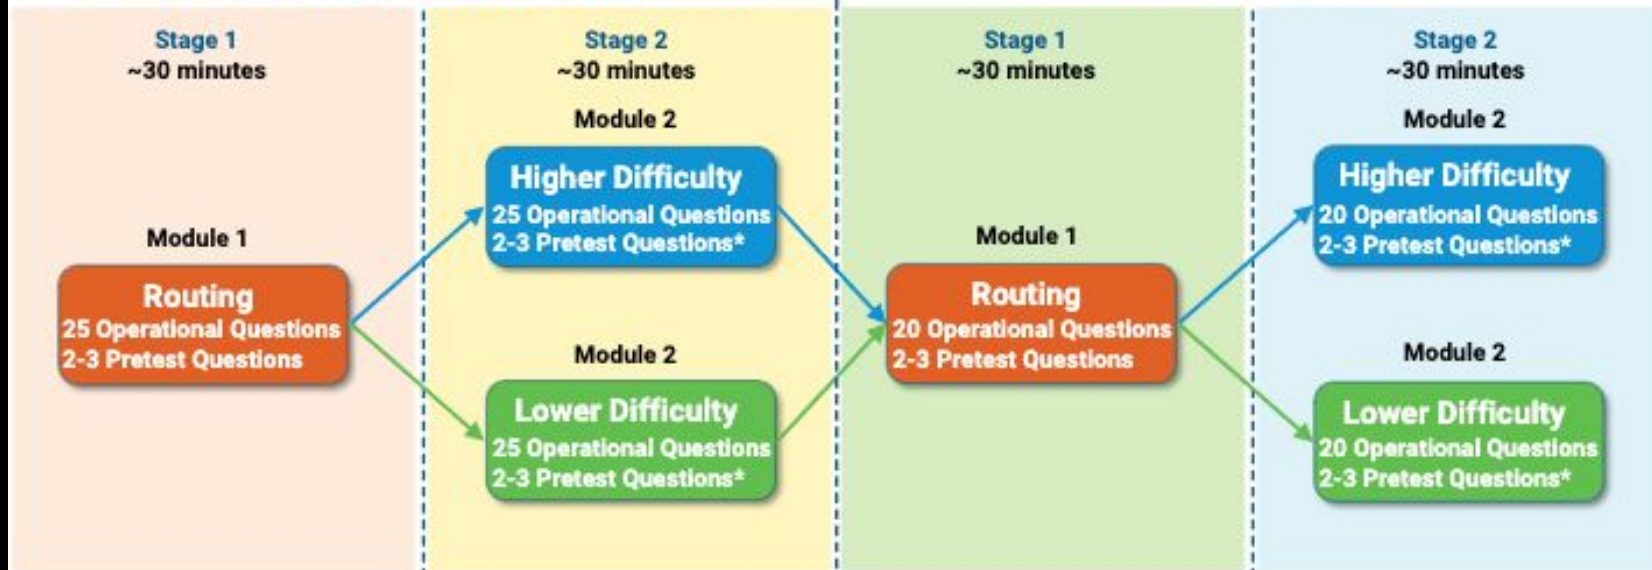 Stage 1
~30 minutes
Module 1
Routing
25 Operational Questions
2-3 Pretest Questions
Stage 2
~30 minutes
Module 2
Higher Difficulty
25 Operational Questions
2-3 Pretest Questions*
Module 2
Lower Difficulty
25 Operational Questions
2-3 Pretest Questions*
Stage 1
~30 minutes
Module 1
Routing
20 Operational Questions
2-3 Pretest Questions
Stage 2
~30 minutes
Module 2
Higher Difficulty
20 Operational Questions
2-3 Pretest Questions*
Module 2
Lower Difficulty
20 Operational Questions
2-3 Pretest Questions*